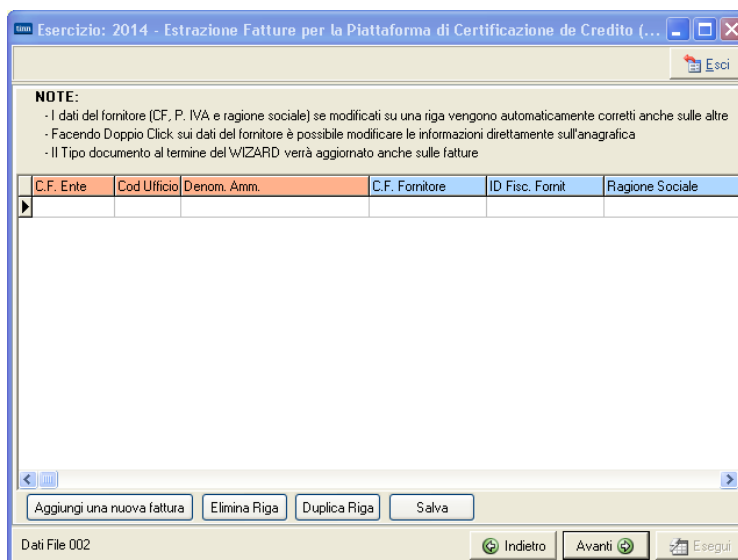 tinn Esercizio: 2014 - Estrazione Fatture per la Piattaforma di Certificazione de Credito (...
Esci
NOTE:
- I dati del fornitore (CF, P. IVA e ragione sociale) se modificati su una riga vengono automaticamente corretti anche sulle altre
- Facendo Doppio Click sui dati del fornitore è possibile modificare le informazioni direttamente sull'anagrafica
- Il Tipo documento al termine del WIZARD verrà aggiornato anche sulle fatture
C.F. Ente Cod Ufficio Denom. Amm. C.F. Fornitore ID Fisc. Fornit Ragione Sociale
Aggiungi una nuova fattura Elimina Riga Duplica Riga Salva
Dati File 002 Indietro Avanti Esegui